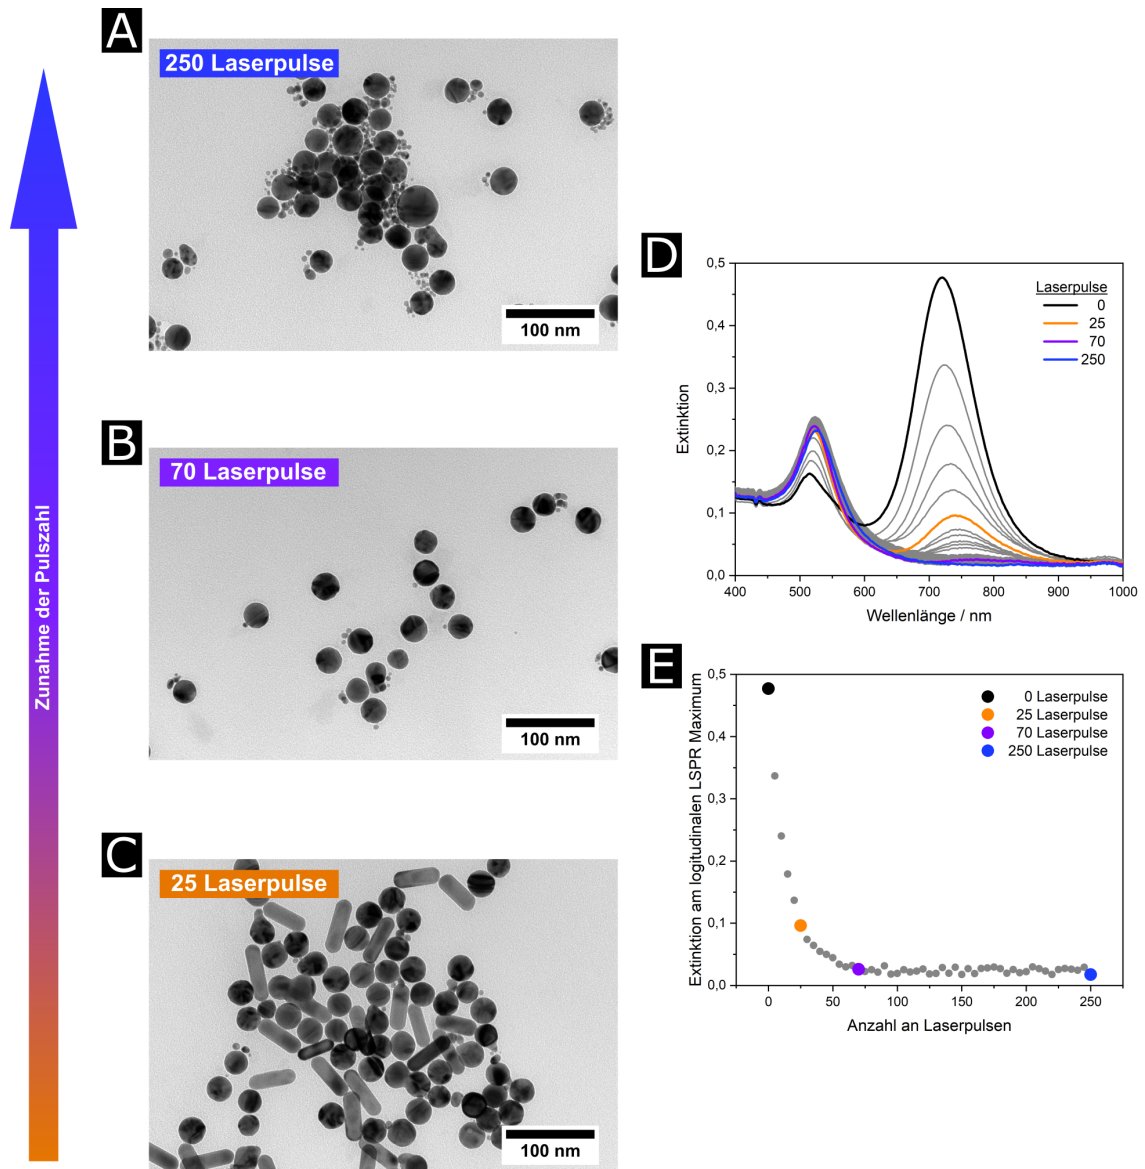 A
250 Laserpulse
100 nm
Zunahme der Pulszahl
B
70 Laserpulse
100 nm
C
25 Laserpulse
100 nm
D
0,5
0,4
0,3
0,2
0,1
0,0
Extinktion
400 500 600 700 800 900 1000
Wellenlänge / nm
Laserpulse
0
25
70
250
E
0,5
0,4
0,3
0,2
0,1
0,0
Extinktion am logitudinalen LSPR Maximum
0 Laserpulse
25 Laserpulse
70 Laserpulse
250 Laserpulse
0 50 100 150 200 250
Anzahl an Laserpulsen